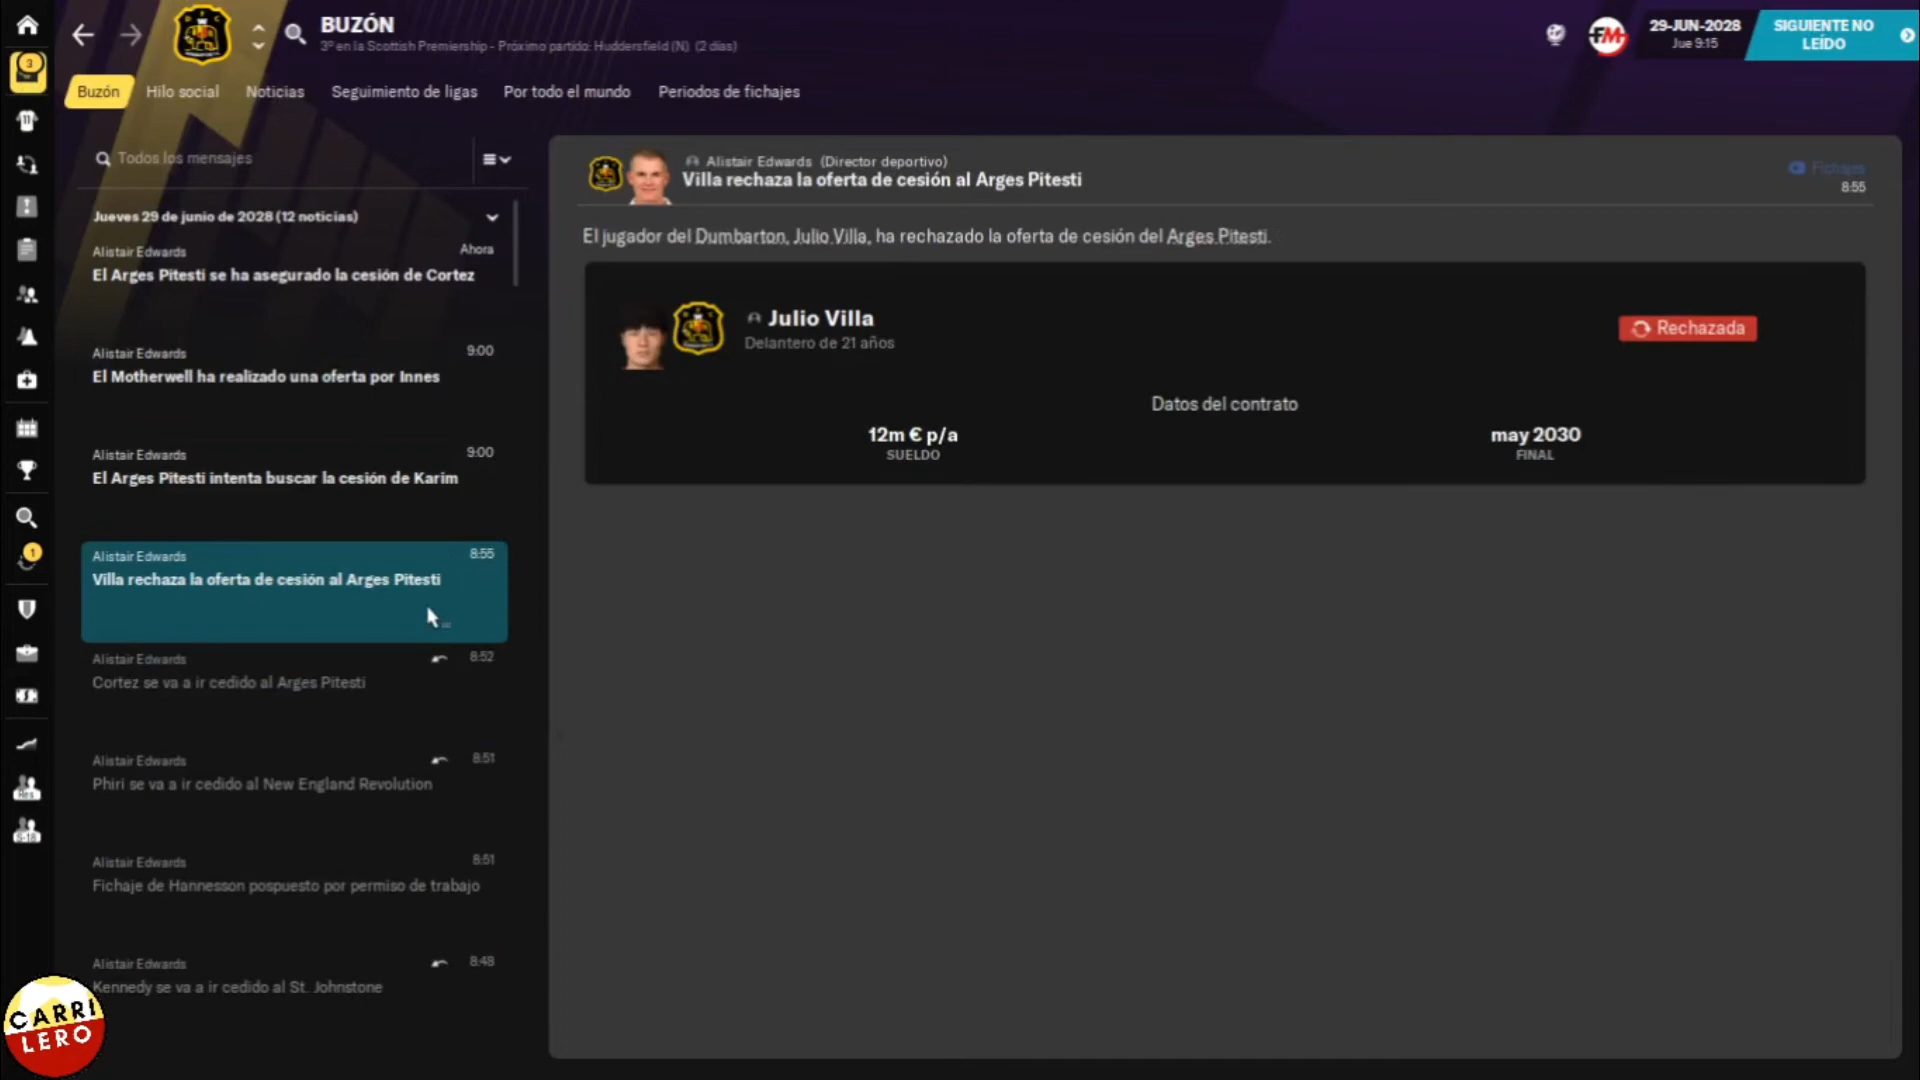 BUZÓN
3º en la Scottish Premiership - Próximo partido: Huddersfield (N) (2 días)
29-JUN-2028
Jue 9:15
SIGUIENTE NO
LEÍDO
3
Buzón
Hilo social
Noticias
Seguimiento de ligas
Por todo el mundo
Periodos de fichajes
Todos los mensajes
Jueves 29 de junio de 2028 (12 noticias)
Alistair Edwards
Ahora
El Arges Pitesti se ha asegurado la cesión de Cortez
Alistair Edwards
9:00
El Motherwell ha realizado una oferta por Innes
Alistair Edwards
9:00
El Arges Pitesti intenta buscar la cesión de Karim
1
Alistair Edwards
8:55
Villa rechaza la oferta de cesión al Arges Pitesti
Alistair Edwards
8:52
Cortez se va a ir cedido al Arges Pitesti
Alistair Edwards
8:51
Phiri se va a ir cedido al New England Revolution
Alistair Edwards
8:51
Fichaje de Hannesson pospuesto por permiso de trabajo
Alistair Edwards
8:48
Kennedy se va a ir cedido al St. Johnstone
Alistair Edwards (Director deportivo)
Villa rechaza la oferta de cesión al Arges Pitesti
Fichajes
8:55
El jugador del Dumbarton, Julio Villa, ha rechazado la oferta de cesión del Arges Pitesti.
Julio Villa
Delantero de 21 años
Rechazada
Datos del contrato
12m € p/a
SUELDO
may 2030
FINAL
CARRI
LERO